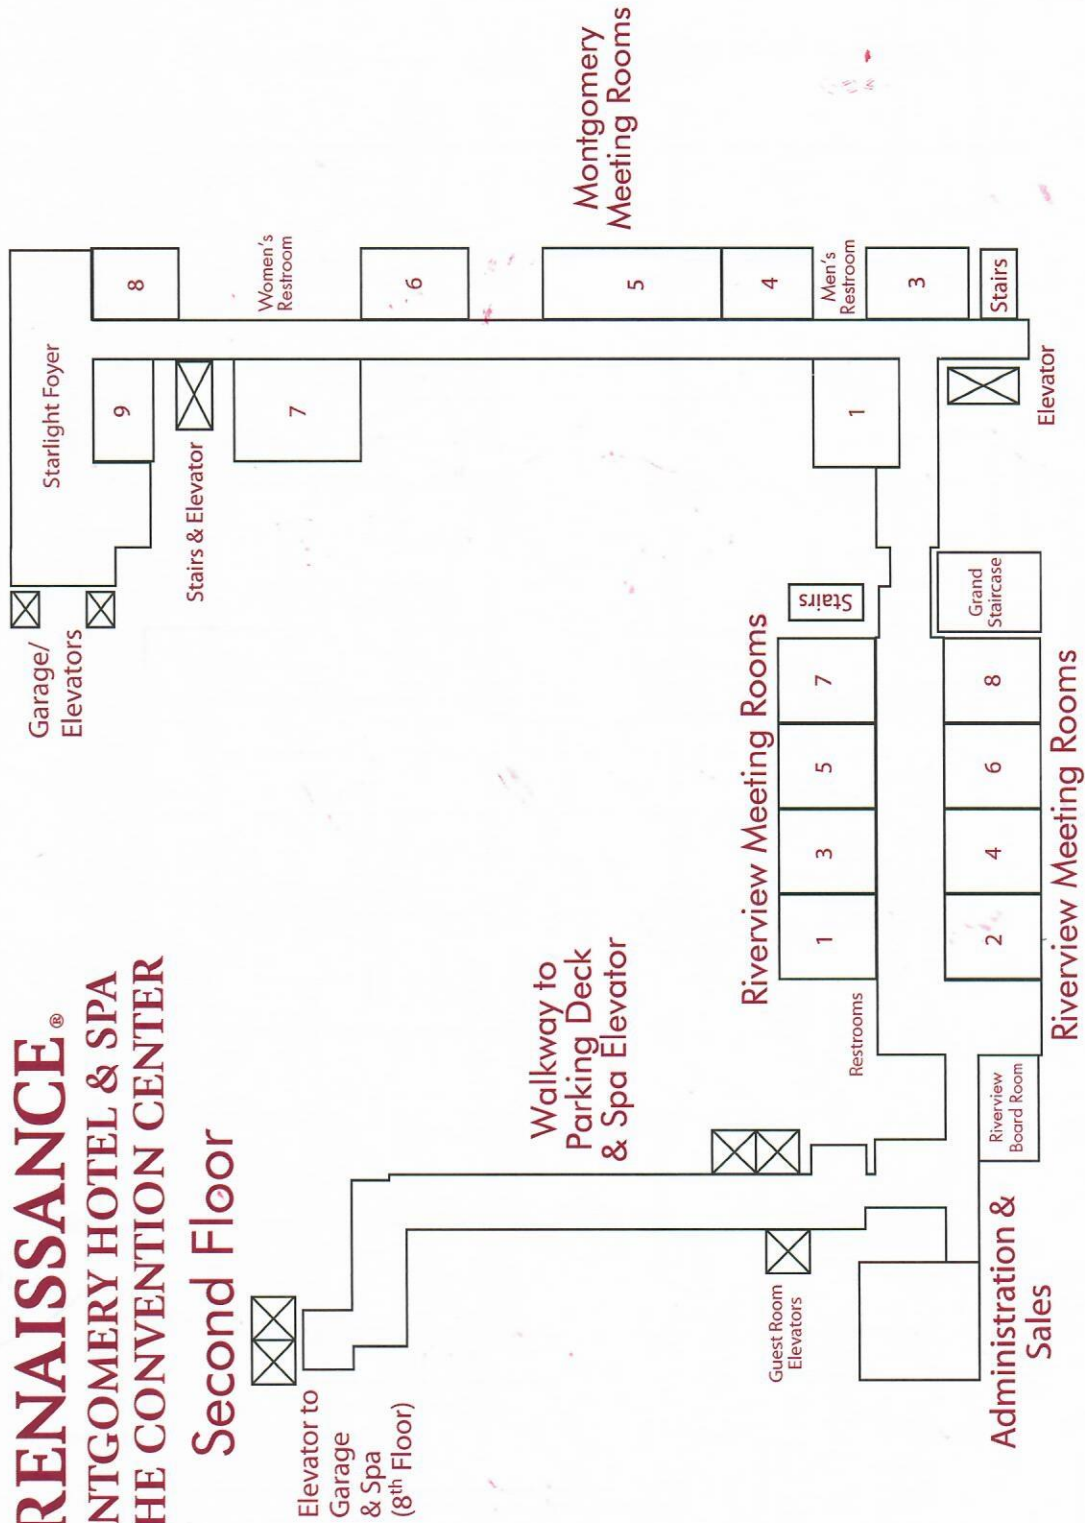 RENAISSANCE®
NTGOMERY HOTEL & SPA
HE CONVENTION CENTER
Second Floor
Elevator to
Garage
& Spa
(8th Floor)
Walkway to
Parking Deck
& Spa Elevator
Guest Room
Elevators
Administration &
Sales
Riverview
Board Room
Restrooms
Riverview Meeting Rooms
1
3
5
7
Stairs
2
4
6
8
Riverview Meeting Rooms
Grand
Staircase
Garage/
Elevators
Starlight Foyer
9
8
Stairs & Elevator
7
Women's
Restroom
6
5
4
Montgomery
Meeting Rooms
Men's
Restroom
1
3
Stairs
Elevator